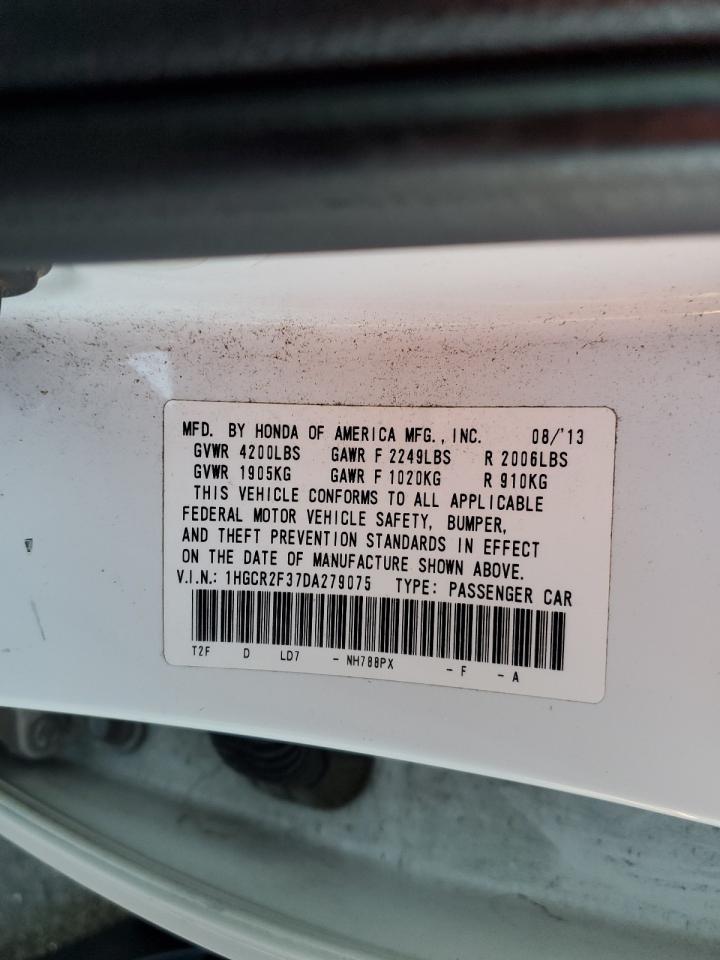 MFD. BY HONDA OF AMERICA MFG., INC. 08/'13
GVWR 4200LBS GAWR F 2249LBS R 2006LBS
GVWR 1905KG GAWR F 1020KG R 910KG
THIS VEHICLE CONFORMS TO ALL APPLICABLE
FEDERAL MOTOR VEHICLE SAFETY, BUMPER,
AND THEFT PREVENTION STANDARDS IN EFFECT
ON THE DATE OF MANUFACTURE SHOWN ABOVE.
V.I.N.: 1HGCR2F37DA279075 TYPE: PASSENGER CAR
T2F D LD7 - NH788PX - F - A